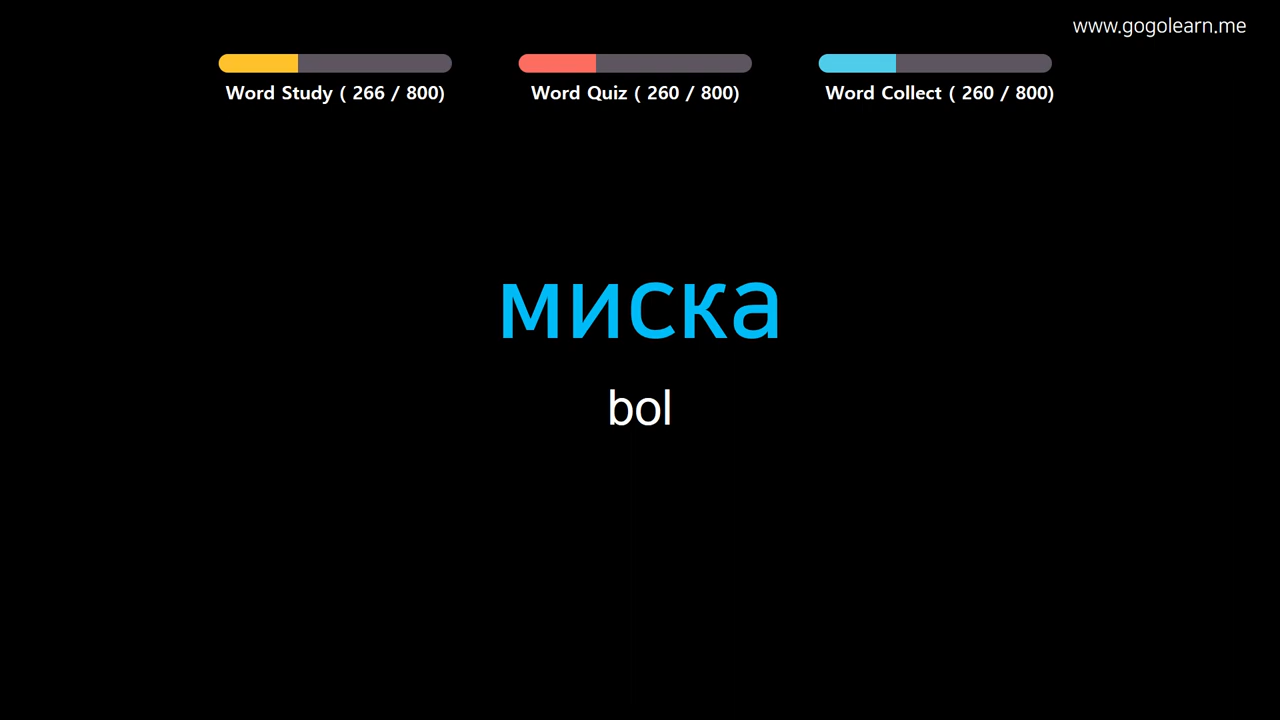 www.gogolearn.me
Word Study ( 266 / 800)
Word Quiz ( 260 / 800)
Word Collect ( 260 / 800)
миска
bol